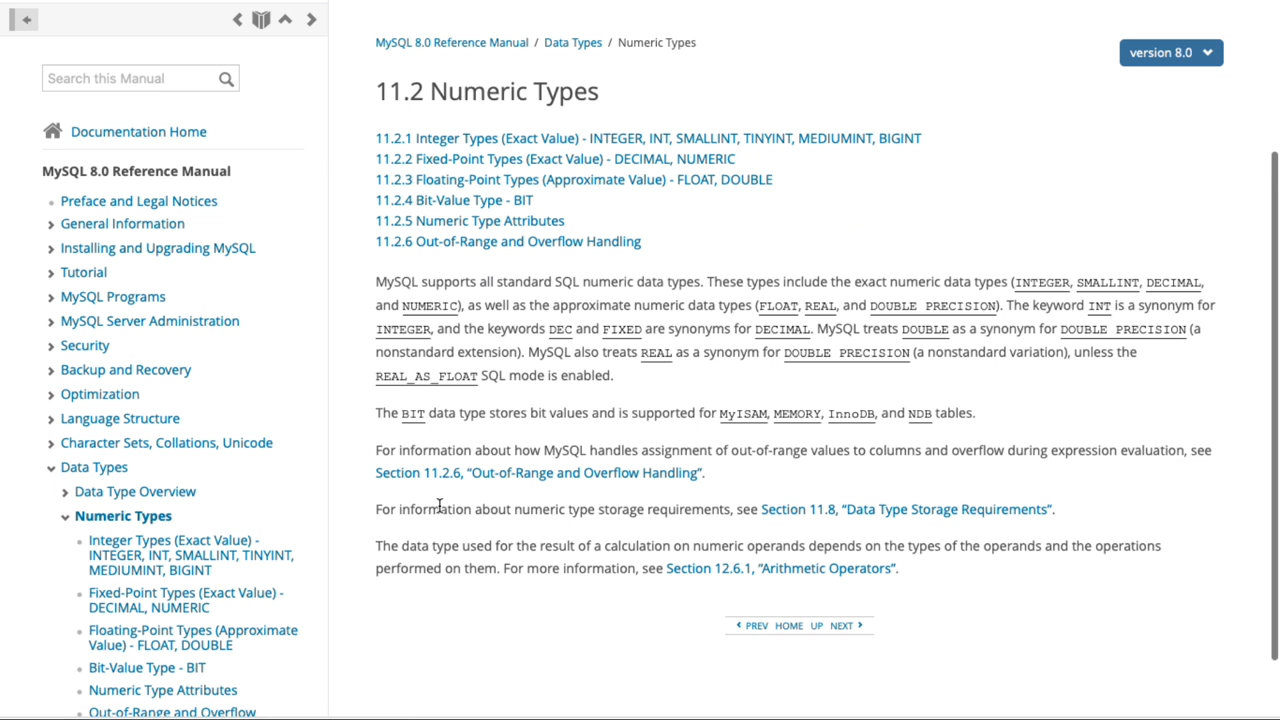 Search this Manual
Documentation Home
MySQL 8.0 Reference Manual
Preface and Legal Notices
General Information
Installing and Upgrading MySQL
Tutorial
MySQL Programs
MySQL Server Administration
Security
Backup and Recovery
Optimization
Language Structure
Character Sets, Collations, Unicode
Data Types
Data Type Overview
Numeric Types
Integer Types (Exact Value) -
INTEGER, INT, SMALLINT, TINYINT,
MEDIUMINT, BIGINT
Fixed-Point Types (Exact Value) -
DECIMAL, NUMERIC
Floating-Point Types (Approximate
Value) - FLOAT, DOUBLE
Bit-Value Type - BIT
Numeric Type Attributes
Out-of-Range and Overflow
MySQL 8.0 Reference Manual / Data Types / Numeric Types
version 8.0
11.2 Numeric Types
11.2.1 Integer Types (Exact Value) - INTEGER, INT, SMALLINT, TINYINT, MEDIUMINT, BIGINT
11.2.2 Fixed-Point Types (Exact Value) - DECIMAL, NUMERIC
11.2.3 Floating-Point Types (Approximate Value) - FLOAT, DOUBLE
11.2.4 Bit-Value Type - BIT
11.2.5 Numeric Type Attributes
11.2.6 Out-of-Range and Overflow Handling
MySQL supports all standard SQL numeric data types. These types include the exact numeric data types (INTEGER, SMALLINT, DECIMAL,
and NUMERIC), as well as the approximate numeric data types (FLOAT, REAL, and DOUBLE PRECISION). The keyword INT is a synonym for
INTEGER, and the keywords DEC and FIXED are synonyms for DECIMAL. MySQL treats DOUBLE as a synonym for DOUBLE PRECISION (a
nonstandard extension). MySQL also treats REAL as a synonym for DOUBLE PRECISION (a nonstandard variation), unless the
REAL_AS_FLOAT SQL mode is enabled.
The BIT data type stores bit values and is supported for MyISAM, MEMORY, InnoDB, and NDB tables.
For information about how MySQL handles assignment of out-of-range values to columns and overflow during expression evaluation, see
Section 11.2.6, “Out-of-Range and Overflow Handling”.
For information about numeric type storage requirements, see Section 11.8, “Data Type Storage Requirements”.
The data type used for the result of a calculation on numeric operands depends on the types of the operands and the operations
performed on them. For more information, see Section 12.6.1, “Arithmetic Operators”.
PREV HOME UP NEXT